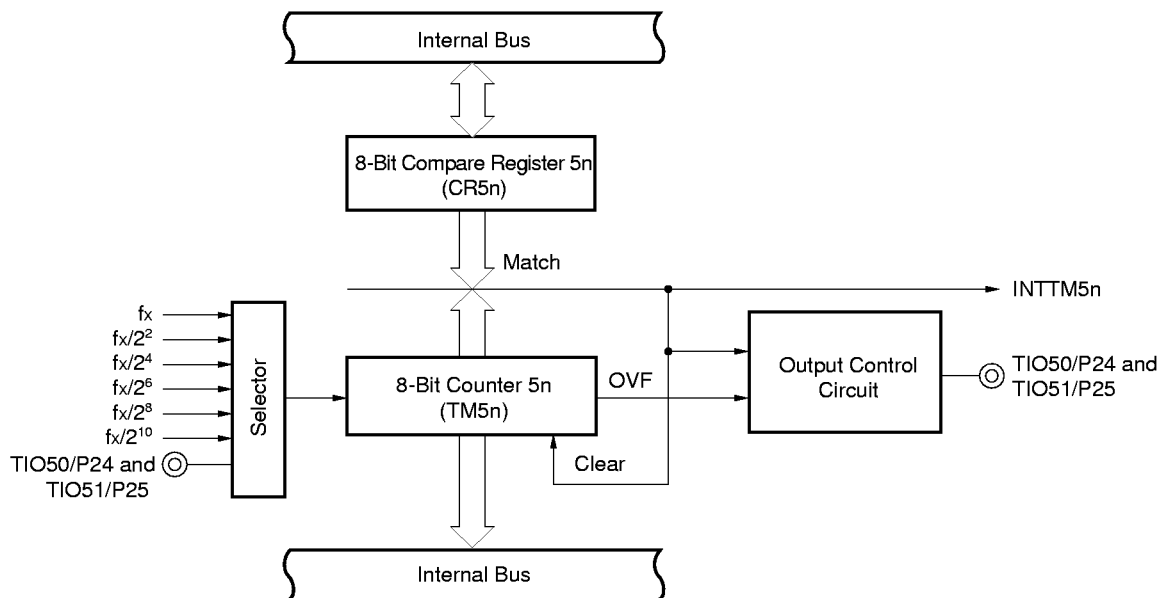 Internal Bus
8-Bit Compare Register 5n
(CR5n)
Match
INTTM5n
fx
fx/2²
fx/2⁴
fx/2⁶
fx/2⁸
fx/2¹⁰
TIO50/P24 and
TIO51/P25
Selector
8-Bit Counter 5n
(TM5n)
OVF
Clear
Output Control
Circuit
TIO50/P24 and
TIO51/P25
Internal Bus